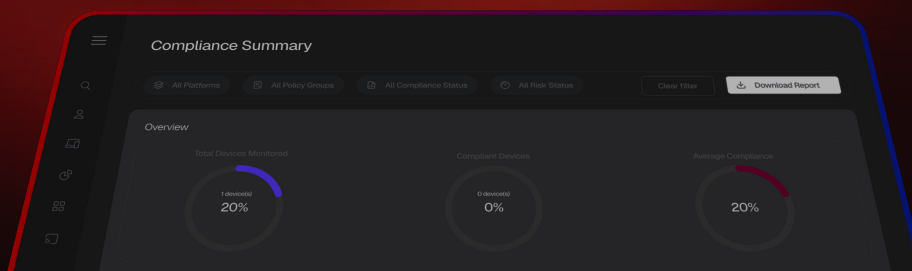 Compliance Summary
All Platforms
All Policy Groups
All Compliance Status
All Risk Status
Clear Filter
Download Report
Overview
Total Devices Monitored
Compliant Devices
Average Compliance
1 device(s)
20%
0 device(s)
0%
20%